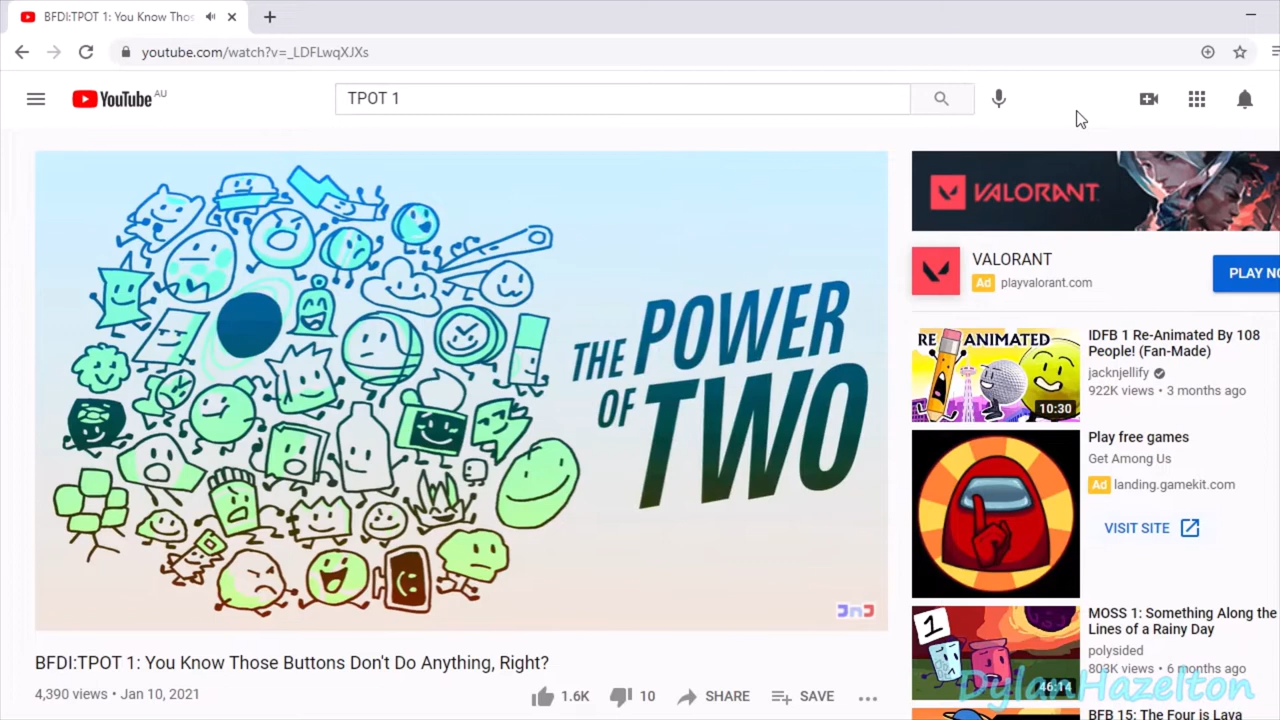 BFDI:TPOT 1: You Know Thos
youtube.com/watch?v=_LDFLwqXJXs
YouTube AU
TPOT 1
THE POWER
OF TWO
VALORANT
VALORANT
Ad playvalorant.com
PLAY NO
RE ANIMATED
10:30
IDFB 1 Re-Animated By 108
People! (Fan-Made)
jacknjellify
922K views • 3 months ago
Play free games
Get Among Us
Ad landing.gamekit.com
VISIT SITE
1
46:14
MOSS 1: Something Along the
Lines of a Rainy Day
polysided
803K views • 6 months ago
BFB 15: The Four is Lava
BFDI:TPOT 1: You Know Those Buttons Don't Do Anything, Right?
4,390 views • Jan 10, 2021
1.6K
10
SHARE
SAVE
DylanHazelton